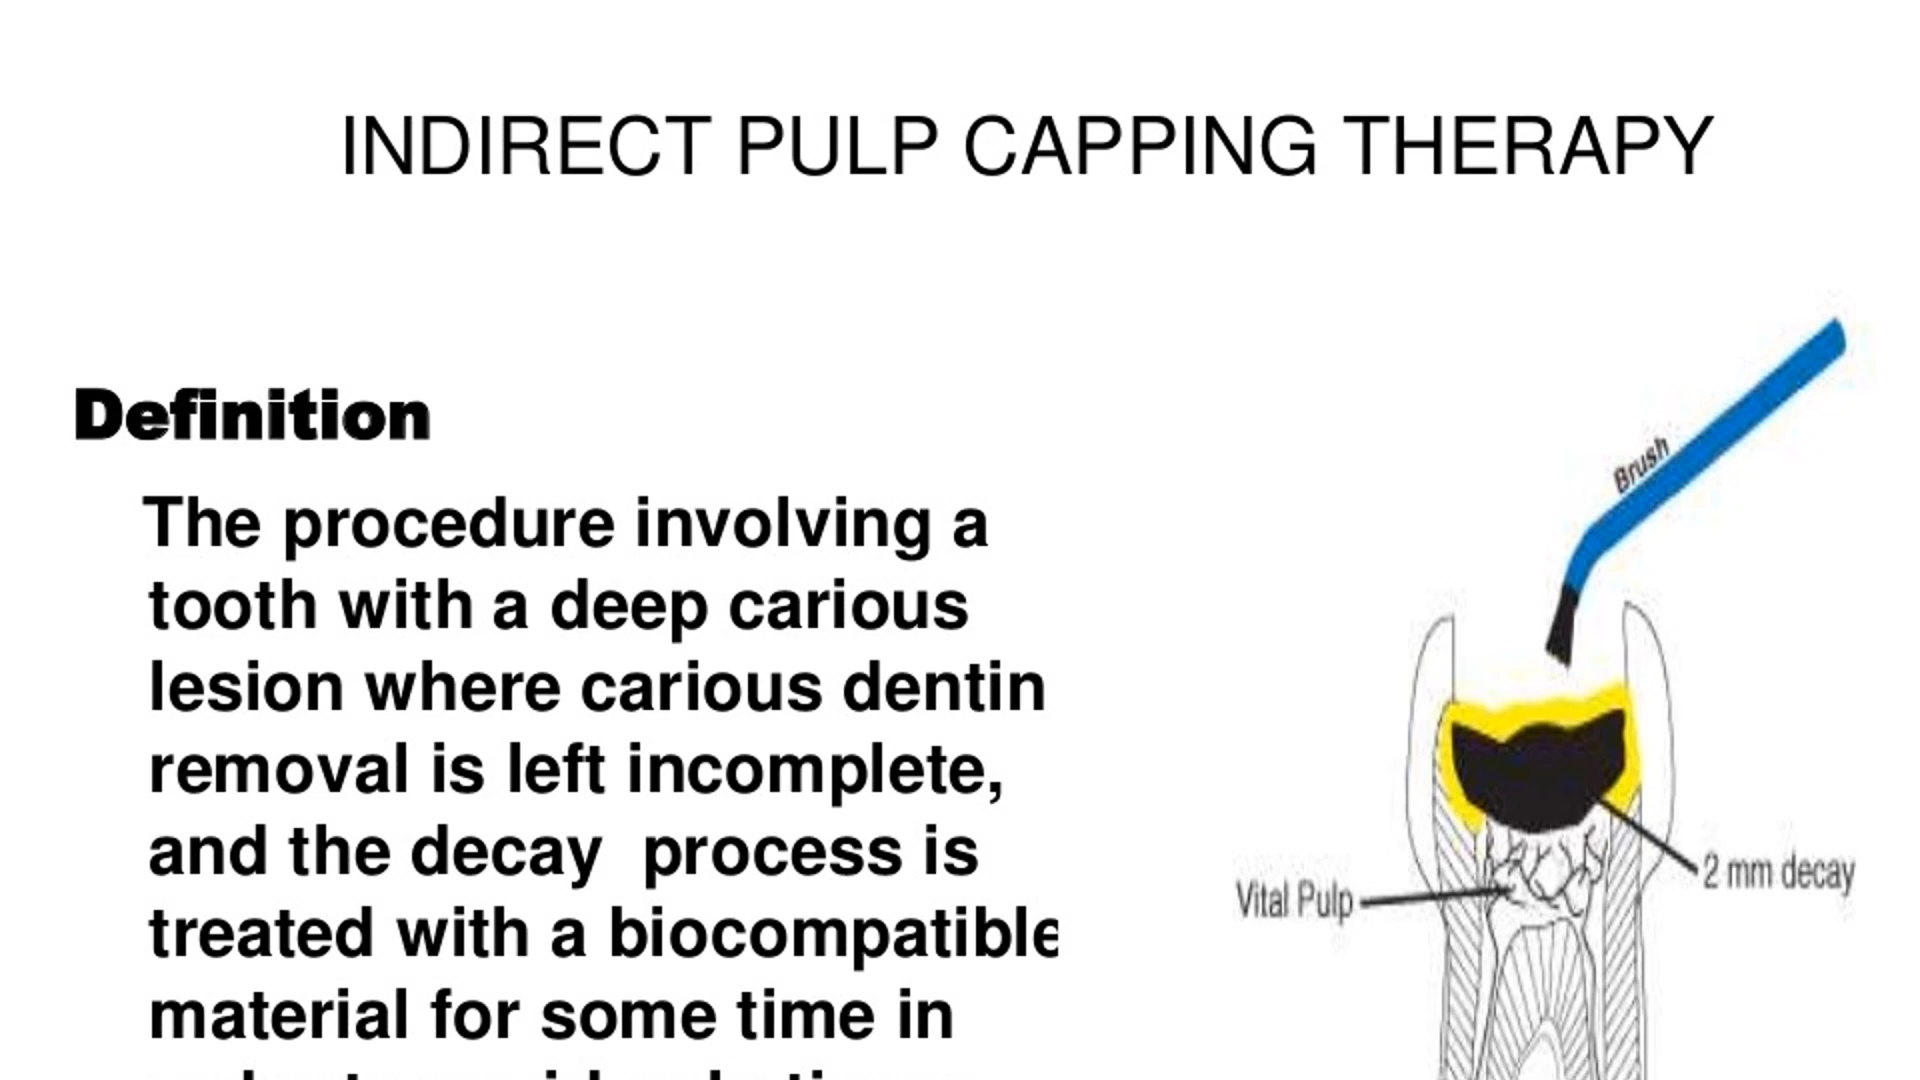 INDIRECT PULP CAPPING THERAPY
Definition
The procedure involving a
tooth with a deep carious
lesion where carious dentin
removal is left incomplete,
and the decay process is
treated with a biocompatible
material for some time in
Brush
2 mm decay
Vital Pulp